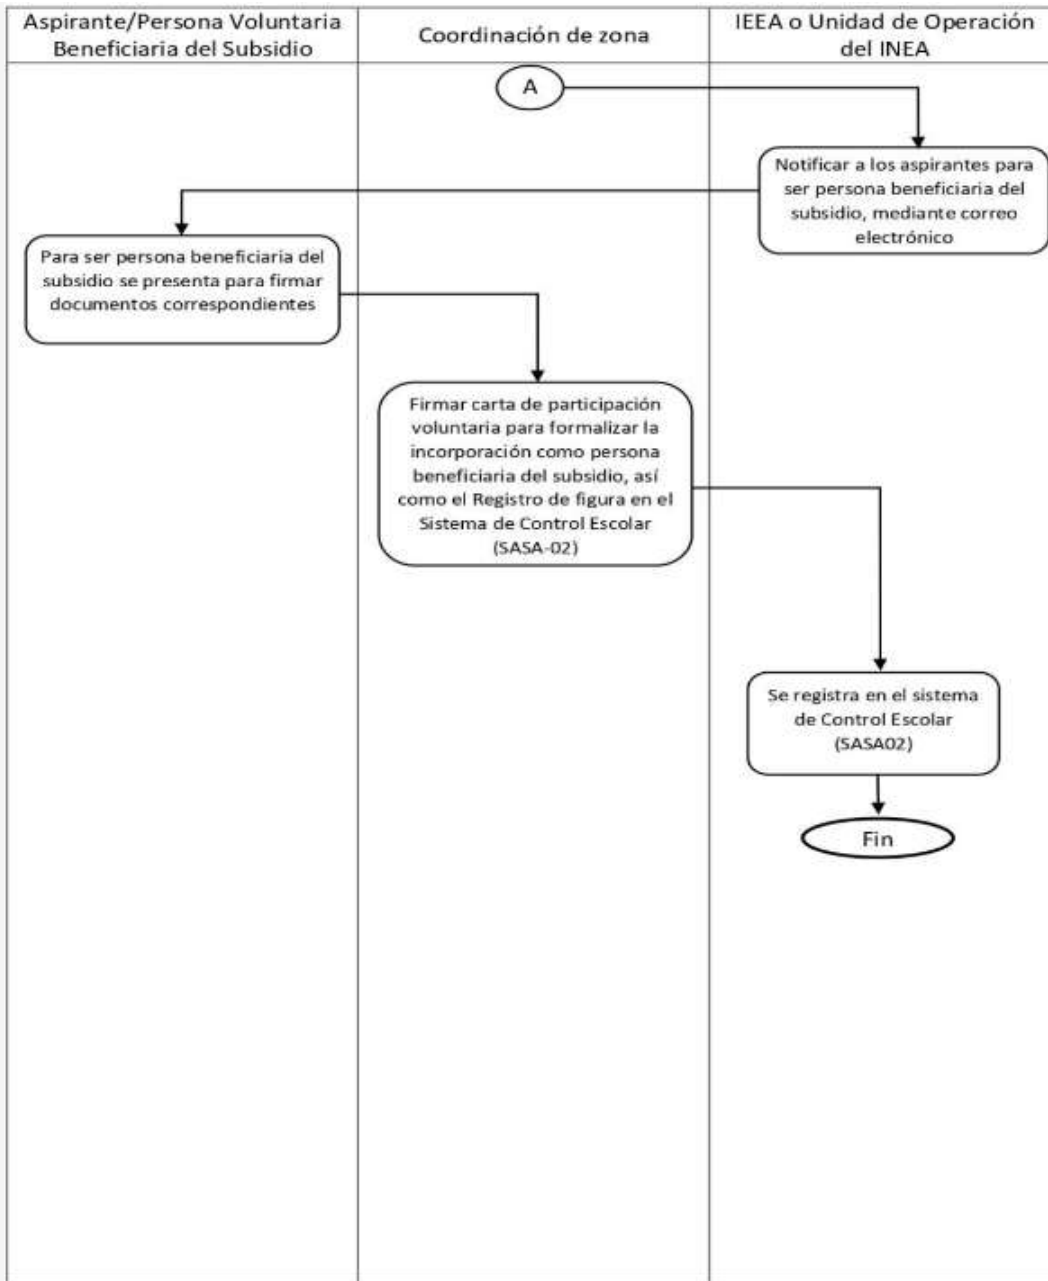 Aspirante/Persona Voluntaria
Beneficiaria del Subsidio
Coordinación de zona
IEEA o Unidad de Operación
del INEA
A
Notificar a los aspirantes para
ser persona beneficiaria del
subsidio, mediante correo
electrónico
Para ser persona beneficiaria del
subsidio se presenta para firmar
documentos correspondientes
Firmar carta de participación
voluntaria para formalizar la
incorporación como persona
beneficiaria del subsidio, así
como el Registro de figura en el
Sistema de Control Escolar
(SASA-02)
Se registra en el sistema
de Control Escolar
(SASA02)
Fin